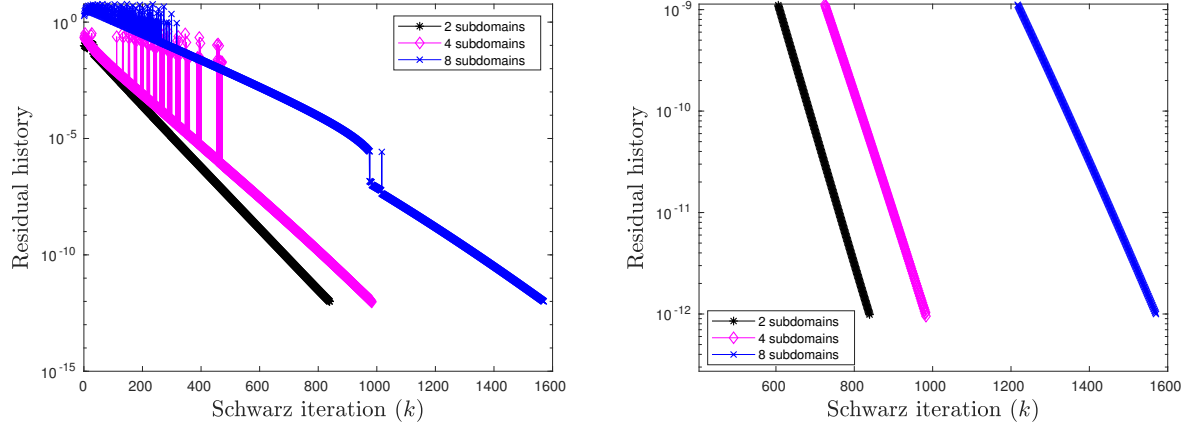 10^0
10^-5
10^-10
10^-15
Residual history
0
200
400
600
800
1000
1200
1400
1600
Schwarz iteration (k)
2 subdomains
4 subdomains
8 subdomains
10^-9
10^-10
10^-11
10^-12
Residual history
600
800
1000
1200
1400
1600
Schwarz iteration (k)
2 subdomains
4 subdomains
8 subdomains